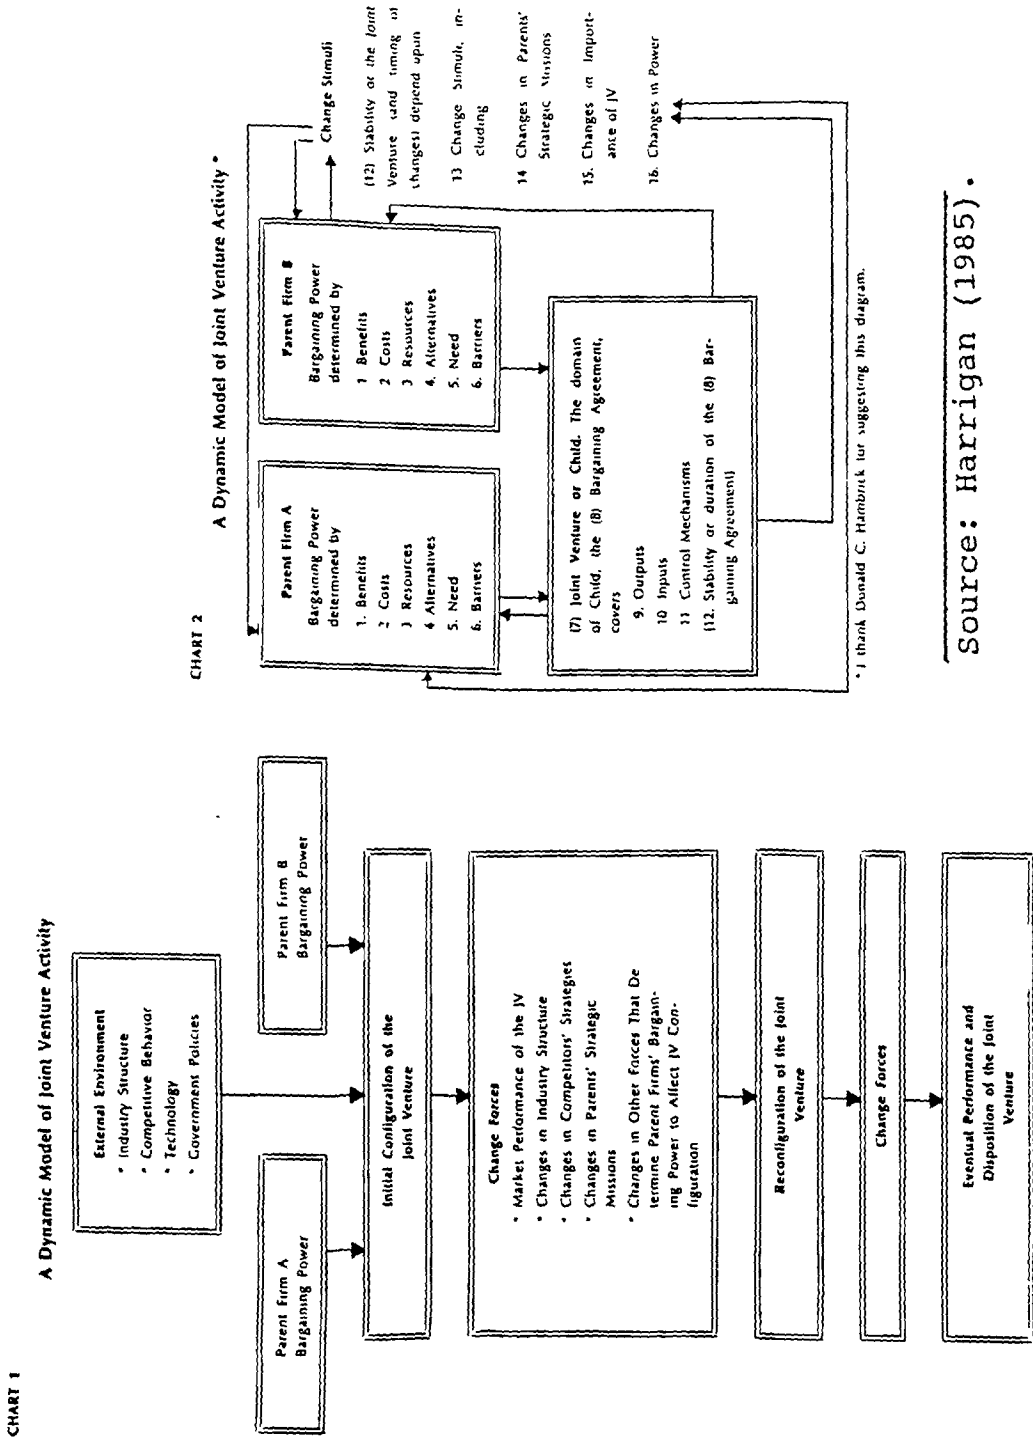 CHART 1
A Dynamic Model of Joint Venture Activity
External Environment
* Industry Structure
* Competitive Behavior
* Technology
* Government Policies
Parent Firm A
Bargaining Power
Parent Firm B
Bargaining Power
Initial Configuration of the
Joint Venture
Change Forces
* Market Performance of the JV
* Changes in Industry Structure
* Changes in Competitors' Strategies
* Changes in Parents' Strategic
Missions
* Changes in Other Forces That De
termine Parent Firms' Bargain-
ing Power to Affect JV Con-
figuration
Reconfiguration of the Joint
Venture
Change Forces
Eventual Performance and
Disposition of the Joint
Venture
CHART 2
A Dynamic Model of Joint Venture Activity *
Parent Firm A
Bargaining Power
determined by
1. Benefits
2 Costs
3 Resources
4 Alternatives
5. Need
6. Barriers
Parent Firm B
Bargaining Power
determined by
1 Benefits
2 Costs
3 Resources
4. Alternatives
5. Need
6. Barriers
Change Stimuli
(12) Stability of the Joint
Venture (and timing of
changes) depend upon
13 Change Stimuli, in-
cluding
14 Changes in Parents'
Strategic Missions
15. Changes in Import-
ance of JV
16. Changes in Power
(7) Joint Venture or Child. The domain
of Child, the (8) Bargaining Agreement,
covers
9. Outputs
10 Inputs
11 Control Mechanisms
(12. Stability or duration of the (8) Bar-
gaining Agreement)
* I thank Donald C. Hambrick for suggesting this diagram.
Source: Harrigan (1985).